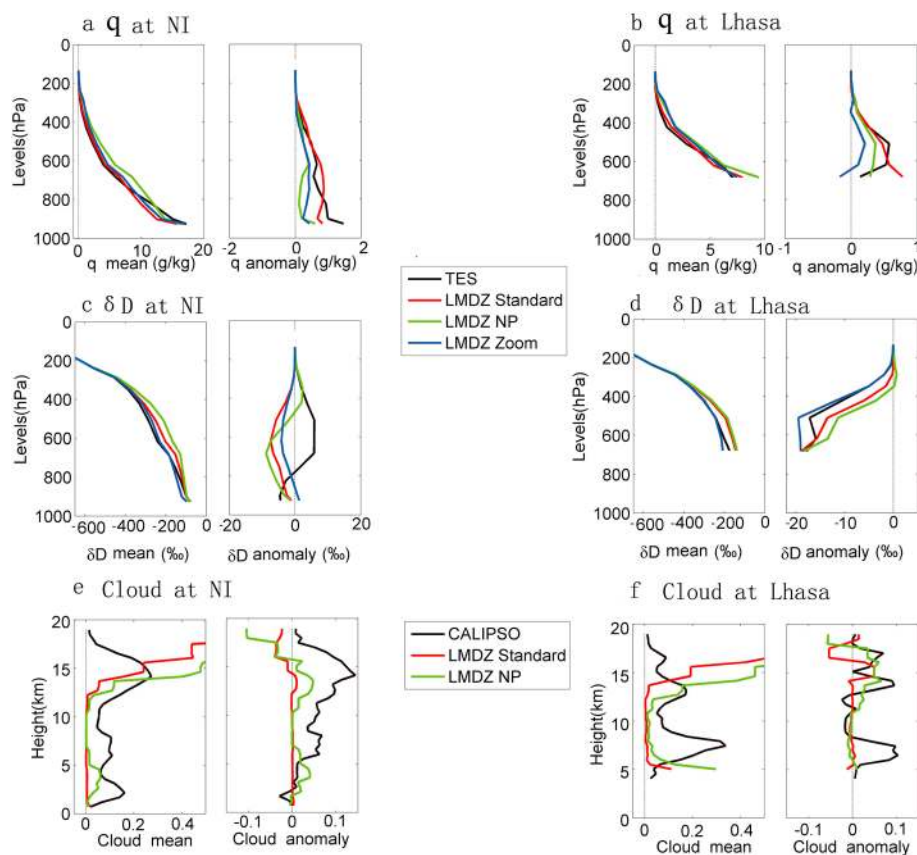 a q at NI
b q at Lhasa
0
200
400
600
800
1000
Levels(hPa)
0 10 20
q mean (g/kg)
-2 0 2
q anomaly (g/kg)
0
200
400
600
800
1000
Levels(hPa)
0 5 10
q mean (g/kg)
-1 0 1
q anomaly (g/kg)
TES
LMDZ Standard
LMDZ NP
LMDZ Zoom
c δD at NI
d δD at Lhasa
0
200
400
600
800
1000
Levels(hPa)
-600 -400 -200 0
δD mean (‰)
-20 0 20
δD anomaly (‰)
0
200
400
600
800
1000
Levels(hPa)
-600 -400 -200 0
δD mean (‰)
-20 -10 0
δD anomaly (‰)
e Cloud at NI
f Cloud at Lhasa
20
15
10
5
0
Height(km)
0 0.2 0.4
Cloud mean
-0.1 0 0.1
Cloud anomaly
CALIPSO
LMDZ Standard
LMDZ NP
20
15
10
5
0
Height(km)
0 0.2 0.4
Cloud mean
-0.1 0 0.1
Cloud anomaly